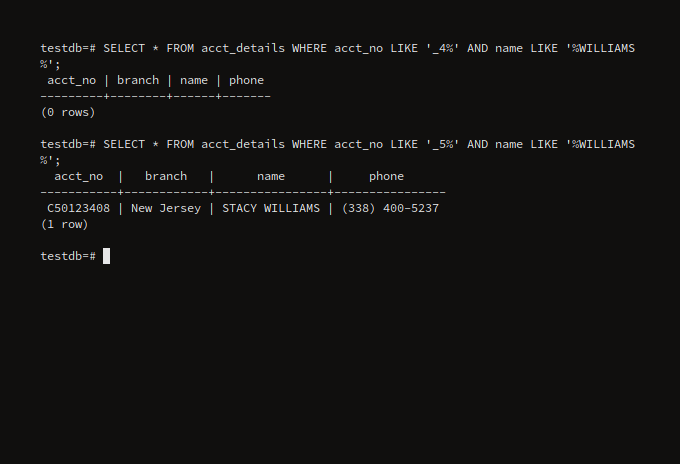 testdb=# SELECT * FROM acct_details WHERE acct_no LIKE '_4%' AND name LIKE '%WILLIAMS
%';
 acct_no | branch | name | phone
---------+--------+------+-------
(0 rows)

testdb=# SELECT * FROM acct_details WHERE acct_no LIKE '_5%' AND name LIKE '%WILLIAMS
%';
  acct_no  |   branch   |      name      |     phone
-----------+------------+----------------+----------------
 C50123408 | New Jersey | STACY WILLIAMS | (338) 400-5237
(1 row)

testdb=#